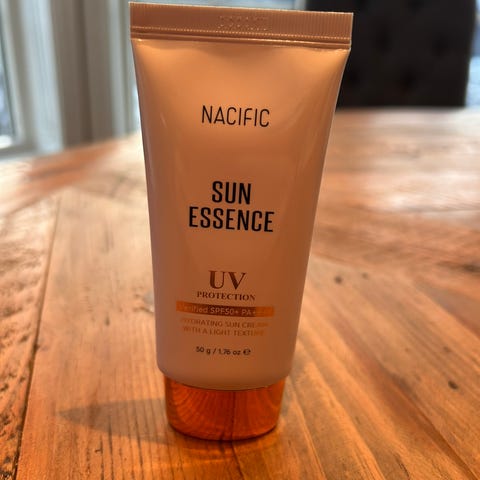 NACIFIC
SUN
ESSENCE
UV
PROTECTION
SPF50+
HYDRATING SUN CREAM
WITH A LIGHT TEXTURE
50 g / 1,76 oz ℮